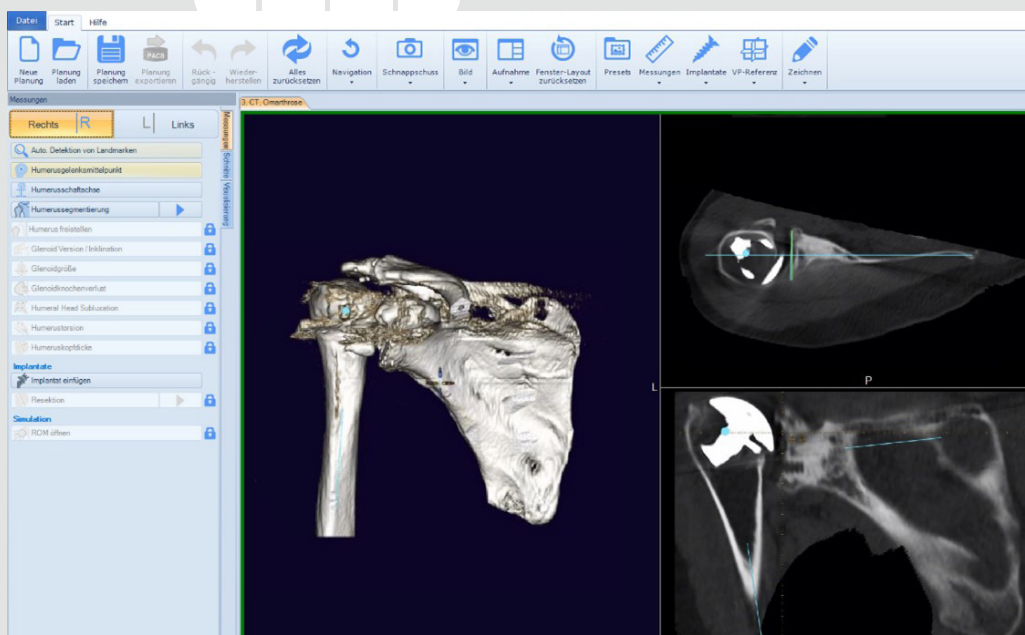 Datei Start Hilfe
Neue Planung
Planung laden
Planung speichern
PACS
Planung exportieren
Rück-gängig
Wieder-herstellen
Alles zurücksetzen
Navigation
Schnappschuss
Bild
Aufnahme
Fenster-Layout zurücksetzen
Presets
Messungen
Implantate
VP-Referenz
Zeichnen
Messungen
3. CT, Omarthrose
Rechts R L Links
Messungen
Schnitte
Visualisierung
Auto. Detektion von Landmarken
Humerusgelenksmittelpunkt
Humerusschaftachse
Humerussegmentierung
Humerus freistellen
Glenoid Version / Inklination
Glenoidgröße
Glenoidknochenverlust
Humeral Head Subluxation
Humerustorsion
Humeruskopfdicke
Implantate
Implantat einfügen
Resektion
Simulation
ROM öffnen
L
P